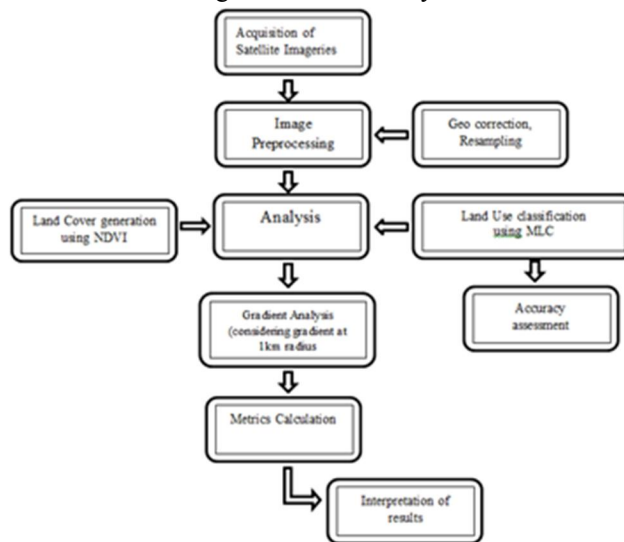 Acquisition of
Satellite Imageries
Image
Preprocessing
Geo correction,
Resampling
Land Cover generation
using NDVI
Analysis
Land Use classification
using MLC
Gradient Analysis
(considering gradient at
1km radius
Accuracy
assessment
Metrics Calculation
Interpretation of
results